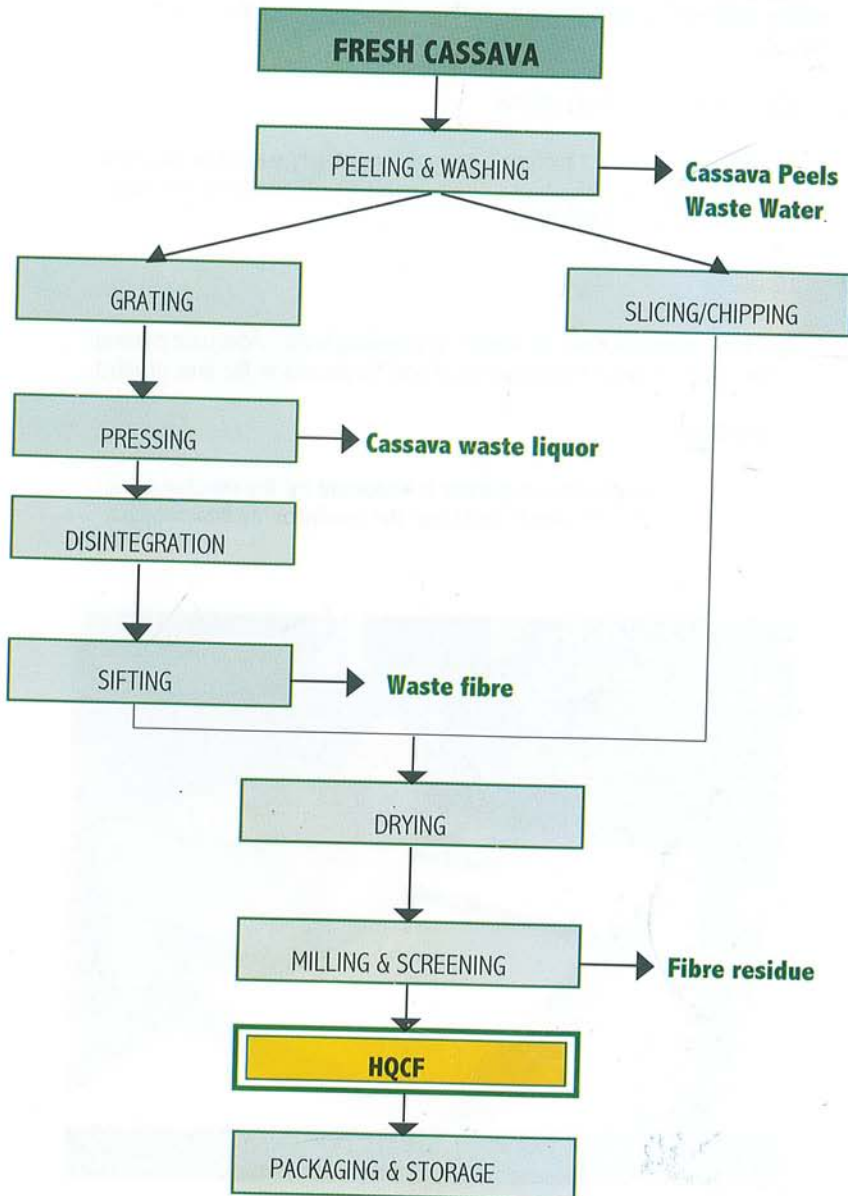 FRESH CASSAVA
PEELING & WASHING
Cassava Peels
Waste Water
GRATING
SLICING/CHIPPING
PRESSING
Cassava waste liquor
DISINTEGRATION
SIFTING
Waste fibre
DRYING
MILLING & SCREENING
Fibre residue
HQCF
PACKAGING & STORAGE